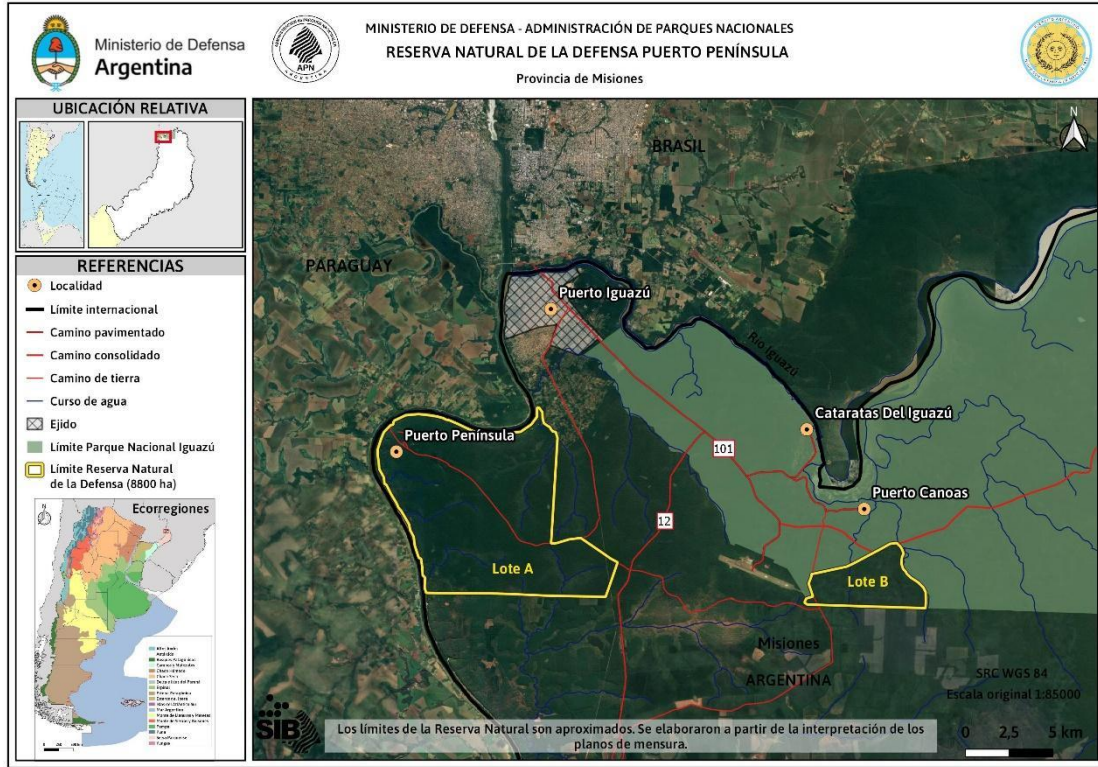 Ministerio de Defensa
Argentina
APN
ARGENTINA
MINISTERIO DE DEFENSA - ADMINISTRACIÓN DE PARQUES NACIONALES
RESERVA NATURAL DE LA DEFENSA PUERTO PENÍNSULA
Provincia de Misiones
UBICACIÓN RELATIVA
REFERENCIAS
Localidad
Límite internacional
Camino pavimentado
Camino consolidado
Camino de tierra
Curso de agua
Ejido
Límite Parque Nacional Iguazú
Límite Reserva Natural
de la Defensa (8800 ha)
Ecorregiones
N
BRASIL
PARAGUAY
Puerto Iguazú
Río Iguazú
Cataratas Del Iguazú
Puerto Península
101
Puerto Canoas
12
Lote A
Lote B
Misiones
ARGENTINA
SRC WGS 84
Escala original 1:85000
SIB
Los límites de la Reserva Natural son aproximados. Se elaboraron a partir de la interpretación de los
planos de mensura.
0 2,5 5 km